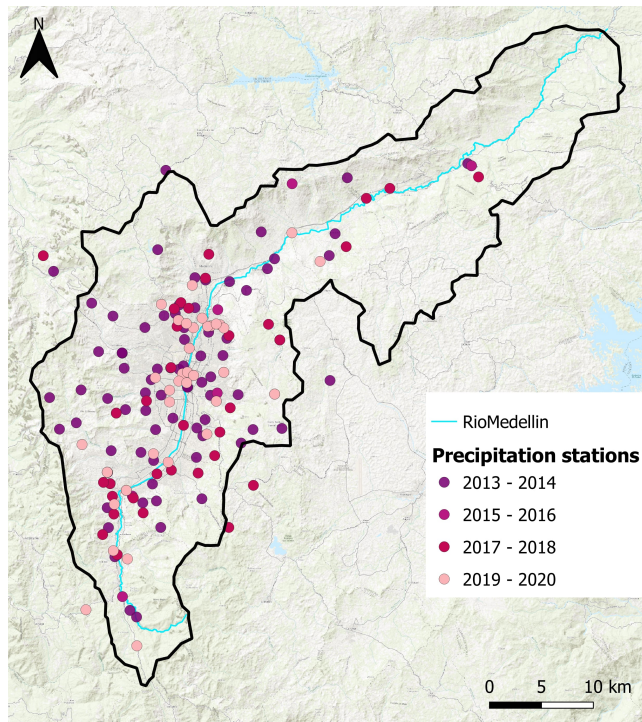 N
RioMedellin
Precipitation stations
2013 - 2014
2015 - 2016
2017 - 2018
2019 - 2020
0 5 10 km